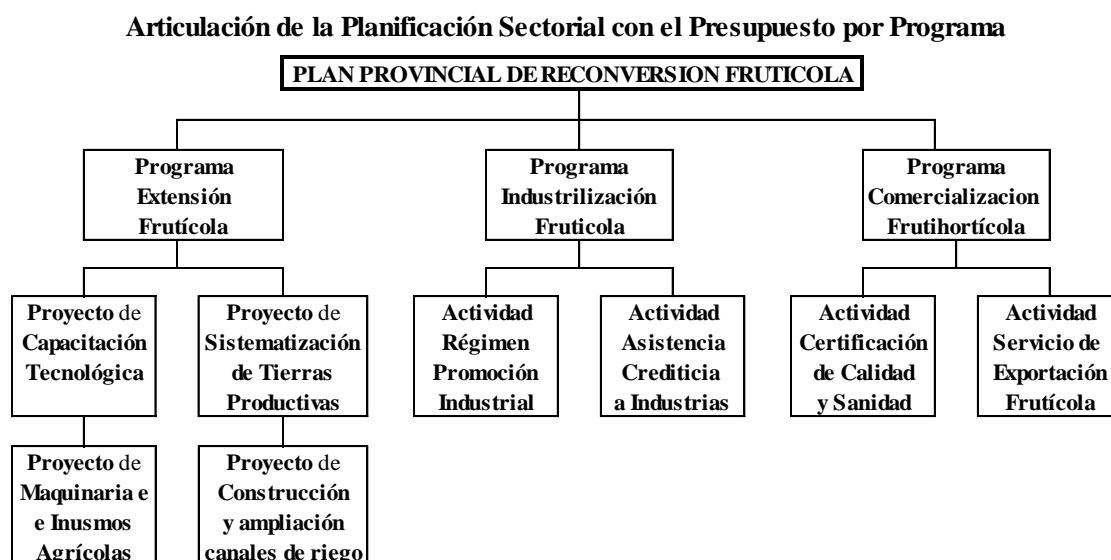 Articulación de la Planificación Sectorial con el Presupuesto por Programa
PLAN PROVINCIAL DE RECONVERSION FRUTICOLA
Programa
Extensión
Frutícola
Programa
Industrilización
Fruticola
Programa
Comercializacion
Frutihortícola
Proyecto de
Capacitación
Tecnológica
Proyecto de
Sistematización
de Tierras
Productivas
Actividad
Régimen
Promoción
Industrial
Actividad
Asistencia
Crediticia
a Industrias
Actividad
Certificación
de Calidad
y Sanidad
Actividad
Servicio de
Exportación
Frutícola
Proyecto de
Maquinaria e
e Inusmos
Agrícolas
Proyecto de
Construcción
y ampliación
canales de riego